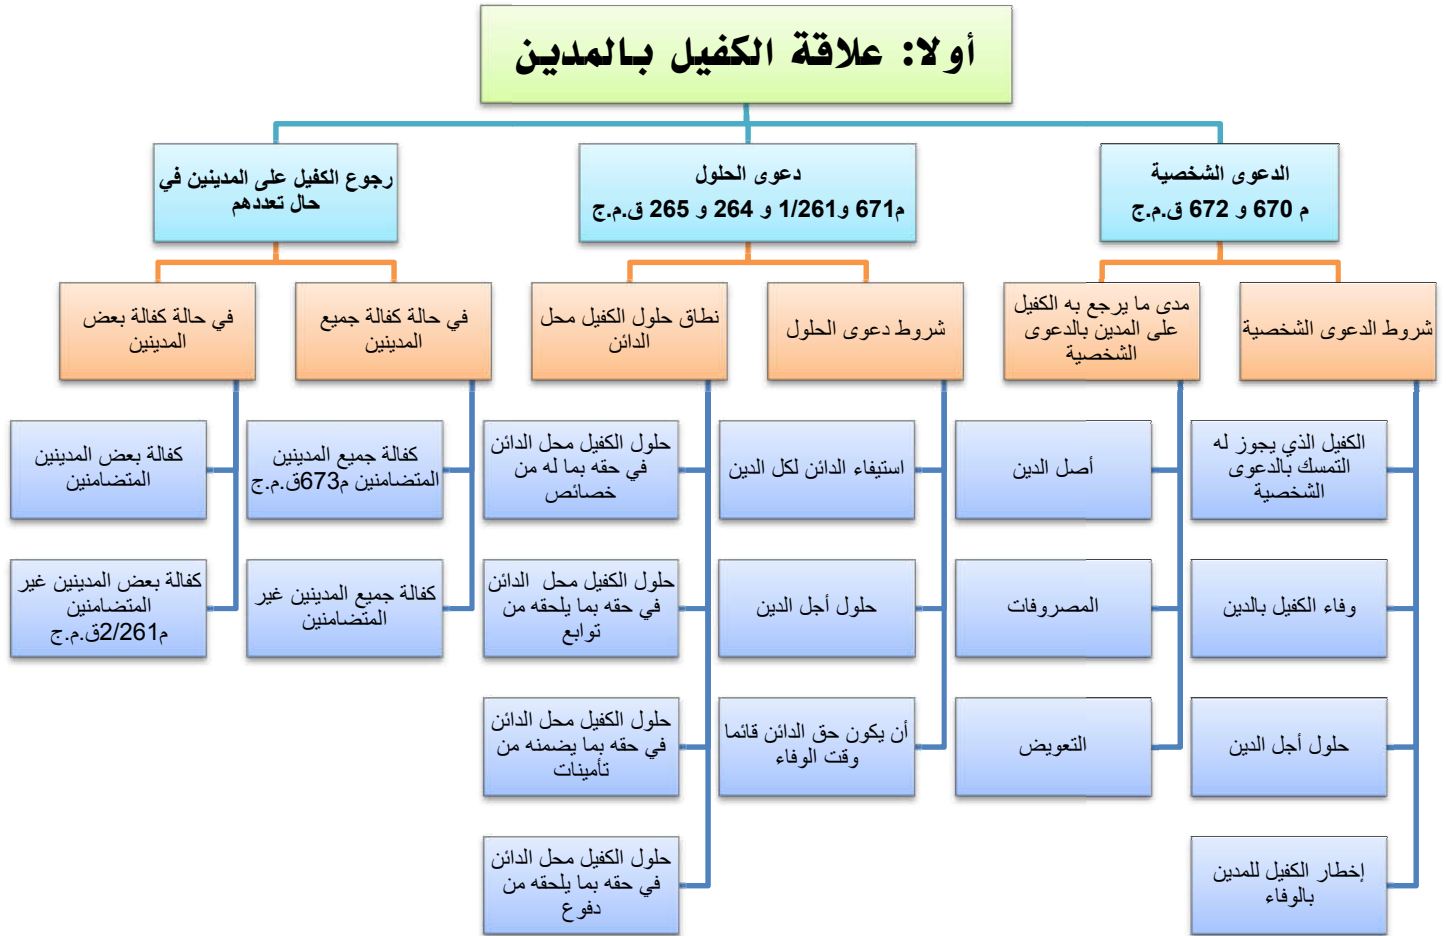 أولا: علاقة الكفيل بالمدين
الدعوى الشخصية
م 670 و 672 ق.م.ج
دعوى الحلول
م671 و1/261 و 264 و 265 ق.م.ج
رجوع الكفيل على المدينين في
حال تعددهم
شروط الدعوى الشخصية
مدى ما يرجع به الكفيل
على المدين بالدعوى
الشخصية
شروط دعوى الحلول
نطاق حلول الكفيل محل
الدائن
في حالة كفالة جميع
المدينين
في حالة كفالة بعض
المدينين
الكفيل الذي يجوز له
التمسك بالدعوى
الشخصية
وفاء الكفيل بالدين
حلول أجل الدين
إخطار الكفيل للمدين
بالوفاء
أصل الدين
المصروفات
التعويض
استيفاء الدائن لكل الدين
حلول أجل الدين
أن يكون حق الدائن قائما
وقت الوفاء
حلول الكفيل محل الدائن
في حقه بما له من
خصائص
حلول الكفيل محل الدائن
في حقه بما يلحقه من
توابع
حلول الكفيل محل الدائن
في حقه بما يضمنه من
تأمينات
حلول الكفيل محل الدائن
في حقه بما يلحقه من
دفوع
كفالة جميع المدينين
المتضامنين م673ق.م.ج
كفالة جميع المدينين غير
المتضامنين
كفالة بعض المدينين
المتضامنين
كفالة بعض المدينين غير
المتضامنين
م2/261ق.م.ج